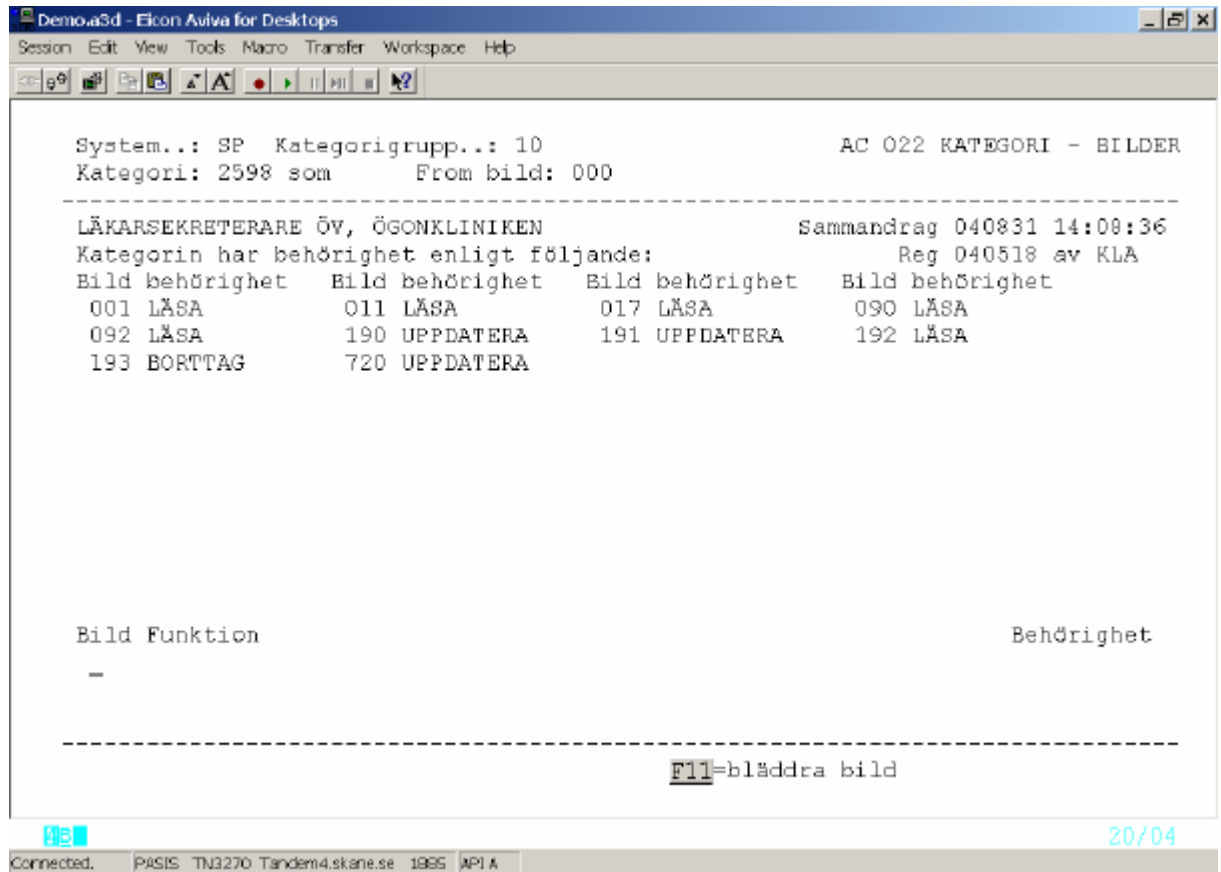 Demo.a3d - Eicon Aviva for Desktops
Session Edit View Tools Macro Transfer Workspace Help
System..: SP Kategorigrupp..: 10 AC 022 KATEGORI - BILDER
Kategori: 2598 som From bild: 000
LÄKARSEKRETERARE ÖV, ÖGONKLINIKEN Sammandrag 040831 14:08:36
Kategorin har behörighet enligt följande: Reg 040518 av KLA
Bild behörighet Bild behörighet Bild behörighet Bild behörighet
001 LÄSA 011 LÄSA 017 LÄSA 090 LÄSA
092 LÄSA 190 UPPDATERA 191 UPPDATERA 192 LÄSA
193 BORTTAG 720 UPPDATERA
Bild Funktion Behörighet
F11=bläddra bild
20/04
Connected. PASIS TN3270 Tandem4.skane.se 1885 API A